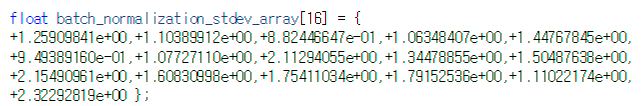 float batch_normalization_stdev_array[16] = {
+1.25909841e+00,+1.10389912e+00,+8.82446647e-01,+1.06348407e+00,+1.44767845e+00,
+9.49389160e-01,+1.07727110e+00,+2.11294055e+00,+1.34478855e+00,+1.50487638e+00,
+2.15490961e+00,+1.60830998e+00,+1.75411034e+00,+1.79152536e+00,+1.11022174e+00,
+2.32292819e+00 };